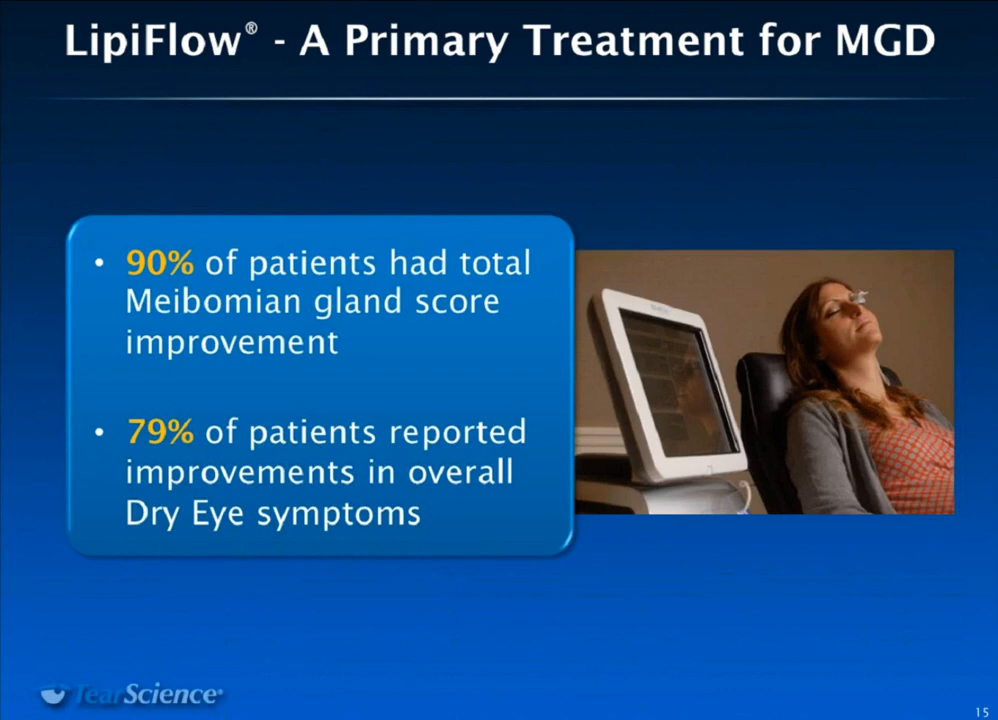 LipiFlow® - A Primary Treatment for MGD
• 90% of patients had total
Meibomian gland score
improvement
• 79% of patients reported
improvements in overall
Dry Eye symptoms
TearScience®
15